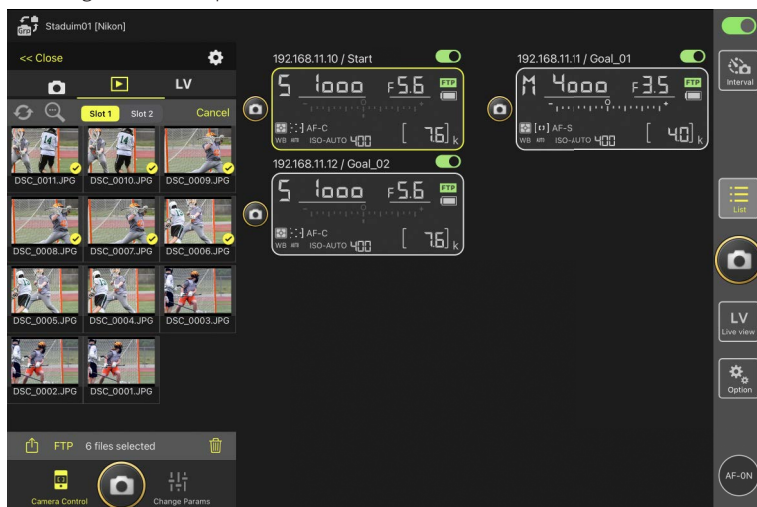 Grp
Staduim01 [Nikon]
<< Close
LV
Slot 1
Slot 2
Cancel
DSC_0011.JPG
DSC_0010.JPG
DSC_0009.JPG
DSC_0008.JPG
DSC_0007.JPG
DSC_0006.JPG
DSC_0005.JPG
DSC_0004.JPG
DSC_0003.JPG
DSC_0002.JPG
DSC_0001.JPG
FTP
6 files selected
Camera Control
Change Params
192.168.11.10 / Start
S 1000 F5.6 FTP
- +
AF-C
WB AUTO ISO-AUTO 400 [ 7.6] k
192.168.11.11 / Goal_01
M 4000 F3.5 FTP
- +
AF-S
WB AUTO ISO-AUTO 400 [ 4.0] k
192.168.11.12 / Goal_02
S 1000 F5.6 FTP
- +
AF-C
WB AUTO ISO-AUTO 400 [ 7.6] k
Interval
List
LV
Live view
Option
AF-ON